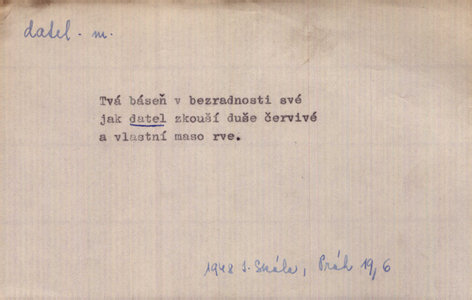 datel - m.
Tvá báseň v bezradnosti své
jak datel zkouší duše červivé
a vlastní maso rve.
1948 I. Skála, Práh 19,6